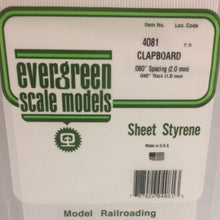 Item No. Loc. Code
4081
CLAPBOARD
.080" Spacing (2.0 mm)
.040" Thick (1.0 mm)
evergreen
scale models
Sheet Styrene
Made in U.S.A.
Model Railroading